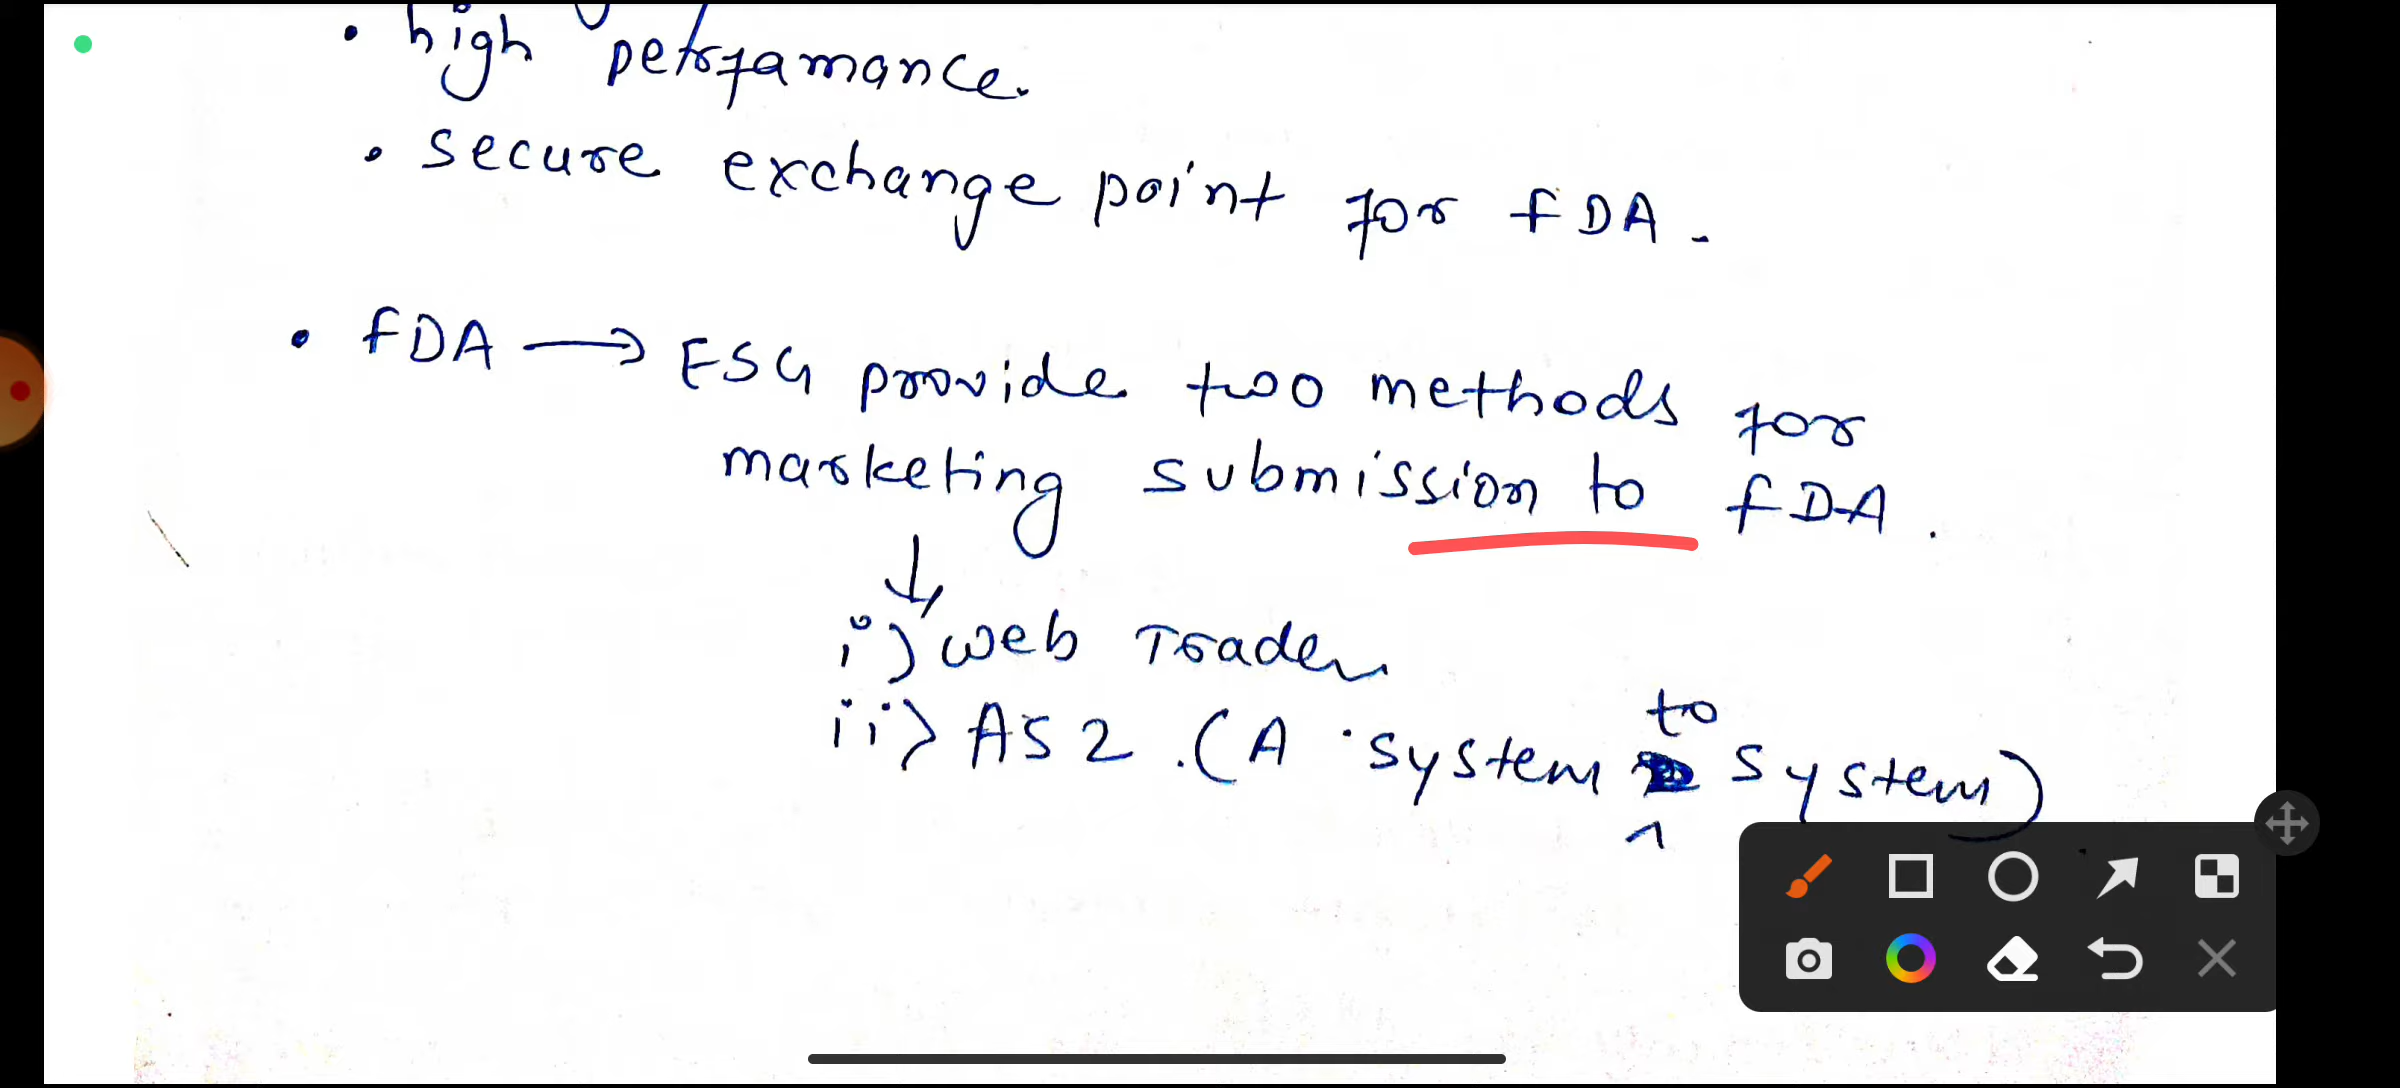 • high perfamance.
• secure exchange point for FDA.
• FDA → ESG provide two methods for
marketing submission to FDA.
↓
i) web Trader
ii) AS2. (A system to system)